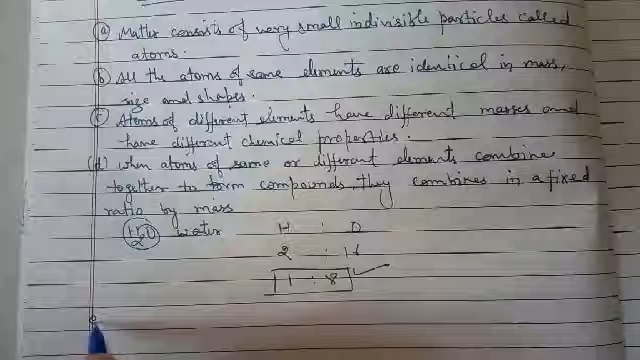 (a) Matter consists of very small indivisible particles called
atoms.
(b) All the atoms of same elements are identical in mass,
size and shapes.
(c) Atoms of different elements have different masses and
have different chemical properties.
(d) When atoms of same or different elements combine
together to form compounds, they combines in a fixed
ratio by mass
H2O water H : O
2 : 16
1 : 8